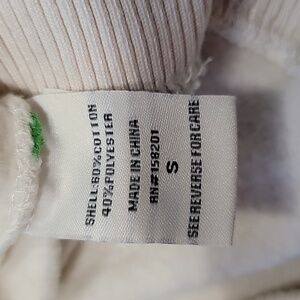 SHELL:60%COTTON
40%POLYESTER
MADE IN CHINA
RN#158201
S
SEE REVERSE FOR CARE